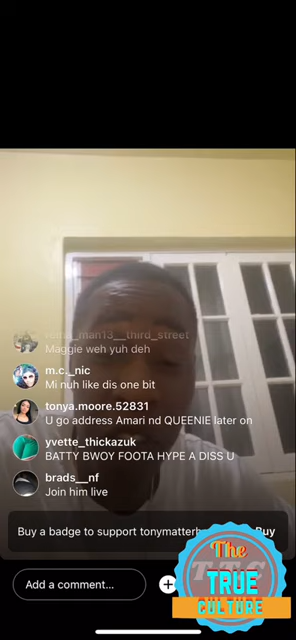 Maggie weh yuh deh
m.c._nic
Mi nuh like dis one bit
tonya.moore.52831
U go address Amari nd QUEENIE later on
yvette_thickazuk
BATTY BWOY FOOTA HYPE A DISS U
brads__nf
Join him live
Buy a badge to support tonymatterh
Buy
Add a comment...
The
TTC
TRUE
CULTURE